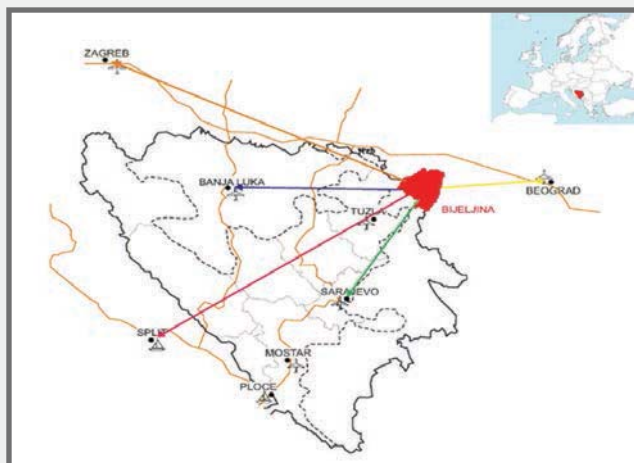 ZAGREB
BANJA LUKA
BEOGRAD
BIJELJINA
TUZLA
SARAJEVO
SPLIT
MOSTAR
PLOCE